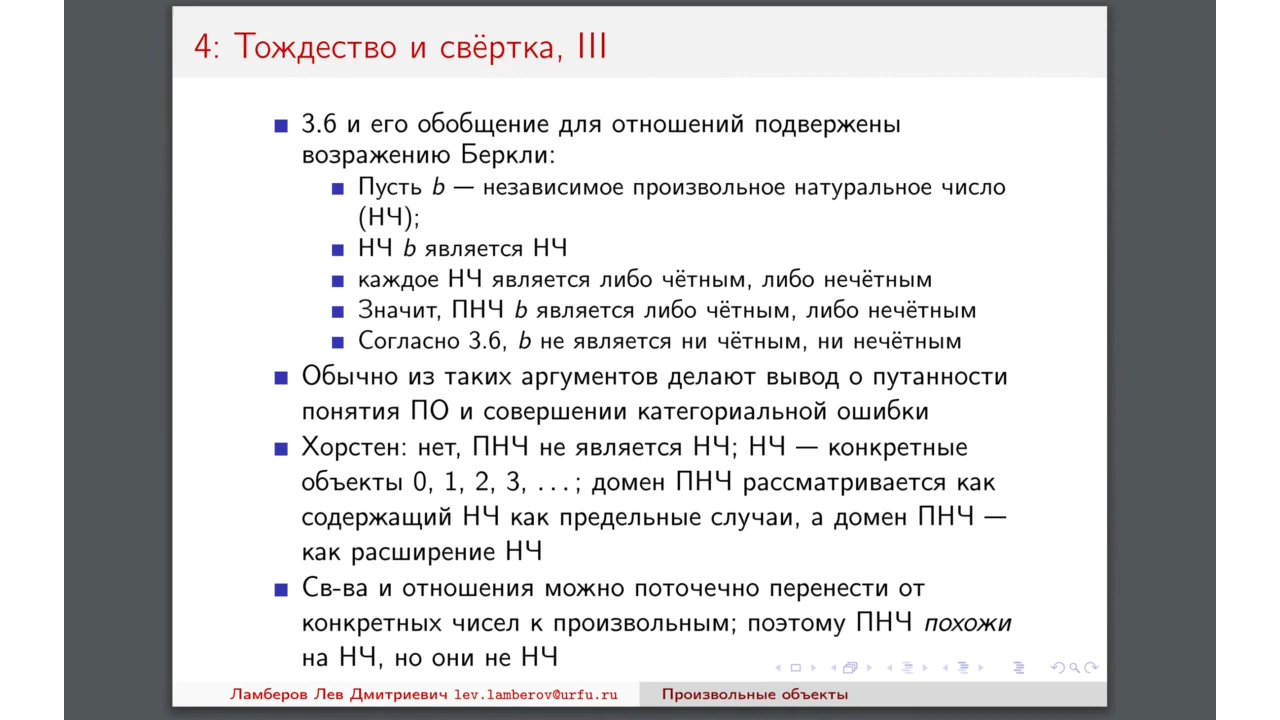 4: Тождество и свёртка, III
3.6 и его обобщение для отношений подвержены
возражению Беркли:
Пусть b — независимое произвольное натуральное число
(НЧ);
НЧ b является НЧ
каждое НЧ является либо чётным, либо нечётным
Значит, ПНЧ b является либо чётным, либо нечётным
Согласно 3.6, b не является ни чётным, ни нечётным
Обычно из таких аргументов делают вывод о путанности
понятия ПО и совершении категориальной ошибки
Хорстен: нет, ПНЧ не является НЧ; НЧ — конкретные
объекты 0, 1, 2, 3, ...; домен ПНЧ рассматривается как
содержащий НЧ как предельные случаи, а домен ПНЧ —
как расширение НЧ
Св-ва и отношения можно поточечно перенести от
конкретных чисел к произвольным; поэтому ПНЧ похожи
на НЧ, но они не НЧ
Ламберов Лев Дмитриевич lev.lamberov@urfu.ru Произвольные объекты